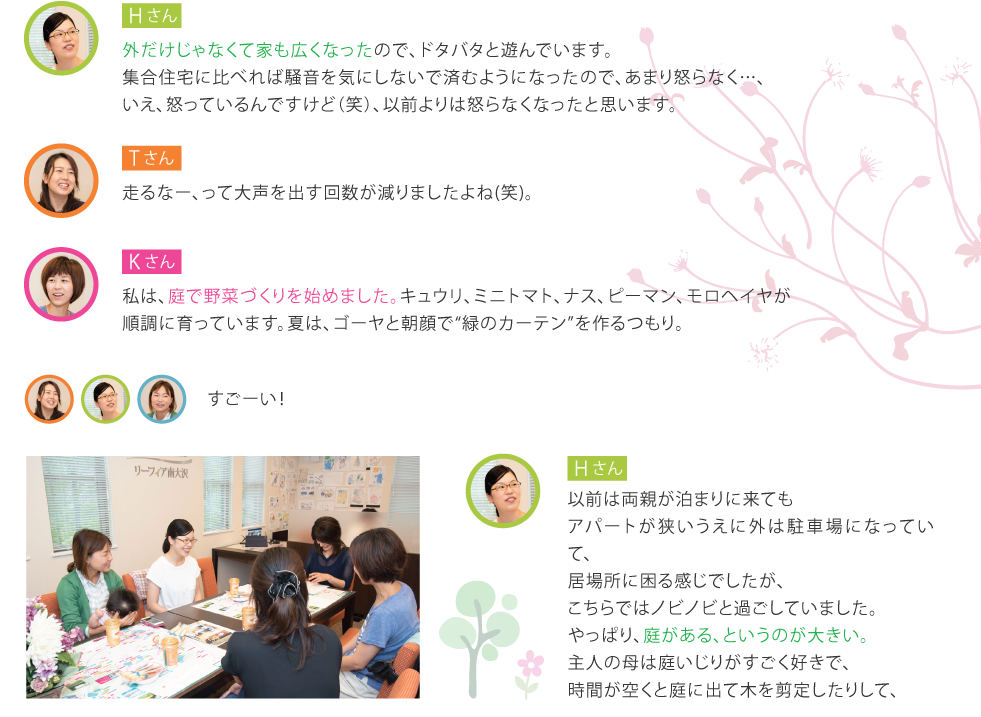 Hさん
外だけじゃなくて家も広くなったので、ドタバタと遊んでいます。
集合住宅に比べれば騒音を気にしないで済むようになったので、あまり怒らなく…、
いえ、怒っているんですけど（笑）、以前よりは怒らなくなったと思います。
Tさん
走るなー、って大声を出す回数が減りましたよね(笑)。
Kさん
私は、庭で野菜づくりを始めました。キュウリ、ミニトマト、ナス、ピーマン、モロヘイヤが
順調に育っています。夏は、ゴーヤと朝顔で“緑のカーテン”を作るつもり。
すごーい！
リーフィア南大沢
Hさん
以前は両親が泊まりに来ても
アパートが狭いうえに外は駐車場になってい
て、
居場所に困る感じでしたが、
こちらではノビノビと過ごしていました。
やっぱり、庭がある、というのが大きい。
主人の母は庭いじりがすごく好きで、
時間が空くと庭に出て木を剪定したりして、